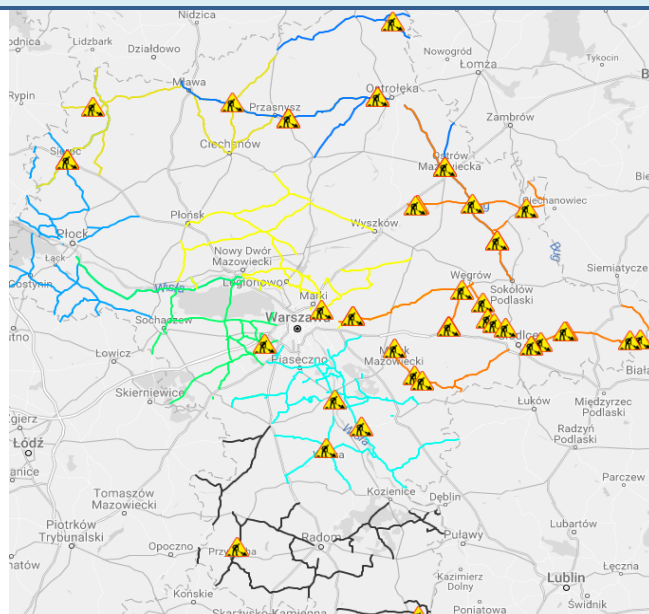 Nidzica
Lidzbark
Działdowo
Nowogród
Łomża
Tykocin
Rypin
Mława
Ostrołęka
Przasnysz
Zambrów
Sierpc
Ciechanów
Ostrów
Mazowiecka
Ciechanowiec
Płońsk
Wyszków
Płock
Łąck
Nowy Dwór
Mazowiecki
Bug
Gostynin
Wisła
Legionowo
Węgrów
Siemiatycze
Sokołów
Podlaski
Marki
Sochaczew
Warszawa
Łowicz
Piaseczno
Mazowiecki
Skierniewice
Łuków
Międzyrzec
Podlaski
Łódź
Wisła
Radzyń
Podlaski
Tomaszów
Mazowiecki
Kozienice
Dęblin
Parczew
Piotrków
Trybunalski
Opoczno
Radom
Puławy
Lubartów
Łęczna
Kazimierz
Dolny
Lublin
Końskie
Skarżysko-Kamienna
Poniatowa
Świdnik